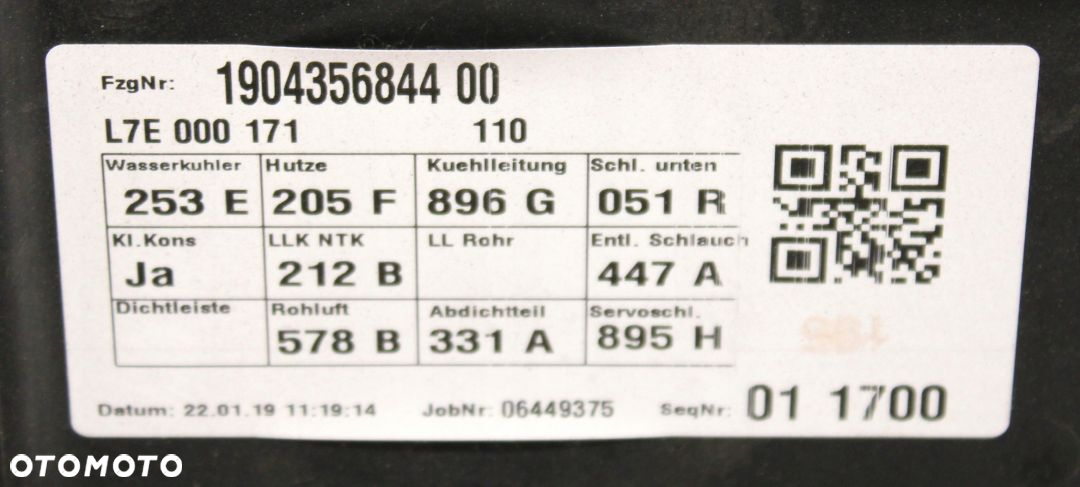 FzgNr: 1904356844 00
L7E 000 171 110
Wasserkuhler Hutze Kuehlleitung Schl. unten
253 E 205 F 896 G 051 R
Kl.Kons LLK NTK LL Rohr Entl. Schlauch
Ja 212 B 447 A
Dichtleiste Rohluft Abdichtteil Servoschl.
578 B 331 A 895 H
Datum: 22.01.19 11:19:14 JobNr: 06449375 SeqNr: 01 1700
OTOMOTO